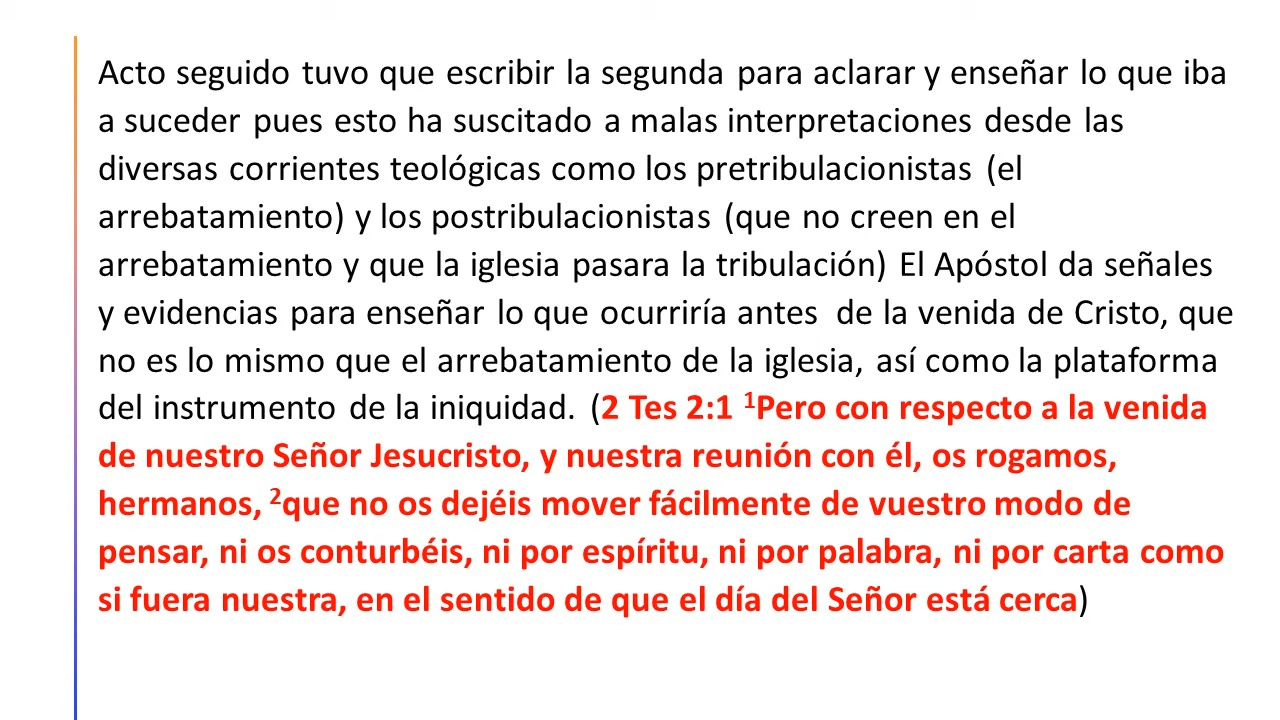 Acto seguido tuvo que escribir la segunda para aclarar y enseñar lo que iba
a suceder pues esto ha suscitado a malas interpretaciones desde las
diversas corrientes teológicas como los pretribulacionistas (el
arrebatamiento) y los postribulacionistas (que no creen en el
arrebatamiento y que la iglesia pasara la tribulación) El Apóstol da señales
y evidencias para enseñar lo que ocurriría antes  de la venida de Cristo, que
no es lo mismo que el arrebatamiento de la iglesia, así como la plataforma
del instrumento de la iniquidad. (2 Tes 2:1 ¹Pero con respecto a la venida
de nuestro Señor Jesucristo, y nuestra reunión con él, os rogamos,
hermanos, ²que no os dejéis mover fácilmente de vuestro modo de
pensar, ni os conturbéis, ni por espíritu, ni por palabra, ni por carta como
si fuera nuestra, en el sentido de que el día del Señor está cerca)